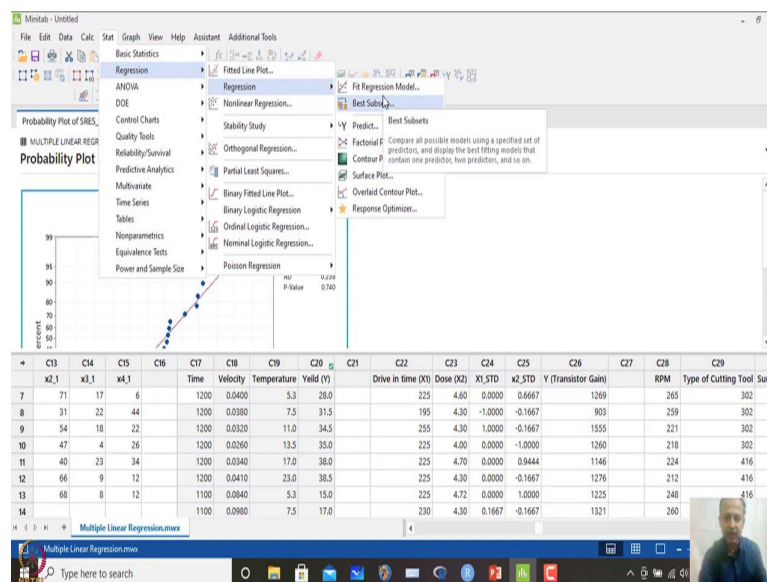 Minitab - Untitled
File Edit Data Calc Stat Graph View Help Assistant Additional Tools
Basic Statistics
Regression
ANOVA
DOE
Control Charts
Quality Tools
Reliability/Survival
Predictive Analytics
Multivariate
Time Series
Tables
Nonparametrics
Equivalence Tests
Power and Sample Size
Fitted Line Plot...
Regression
Nonlinear Regression...
Stability Study
Orthogonal Regression...
Partial Least Squares...
Binary Fitted Line Plot...
Binary Logistic Regression
Ordinal Logistic Regression...
Nominal Logistic Regression...
Poisson Regression
Fit Regression Model...
Best Subsets...
Predict...
Factorial P
Contour P
Surface Plot...
Overlaid Contour Plot...
Response Optimizer...
Best Subsets
Compare all possible models using a specified set of
predictors, and display the best fitting models that
contain one predictor, two predictors, and so on.
Probability Plot of SRES_
MULTIPLE LINEAR REGR
Probability Plot
99
95
90
80
70
60
50
ercent
AD 0.238
P-Value 0.740
C13 C14 C15 C16 C17 C18 C19 C20 C21 C22 C23 C24 C25 C26 C27 C28 C29
x2_1 x3_1 x4_1 Time Velocity Temperature Yeild (Y) Drive in time (X1) Dose (X2) X1_STD x2_STD Y (Transistor Gain) RPM Type of Cutting Tool Sur
7 71 17 6 1200 0.0400 5.3 28.0 225 4.60 0.0000 0.6667 1269 265 302
8 31 22 44 1200 0.0380 7.5 31.5 195 4.30 -1.0000 -0.1667 903 259 302
9 54 18 22 1200 0.0320 11.0 34.5 255 4.30 1.0000 -0.1667 1555 221 302
10 47 4 26 1200 0.0260 13.5 35.0 225 4.00 0.0000 -1.0000 1260 218 302
11 40 23 34 1200 0.0340 17.0 38.0 225 4.70 0.0000 0.9444 1146 224 416
12 66 9 12 1200 0.0410 23.0 38.5 225 4.30 0.0000 -0.1667 1276 212 416
13 68 8 12 1100 0.0840 5.3 15.0 225 4.72 0.0000 1.0000 1225 248 416
14 1100 0.0980 7.5 17.0 230 4.30 0.1667 -0.1667 1321 260
Multiple Linear Regression.mwx
Multiple Linear Regression.mwx
Type here to search